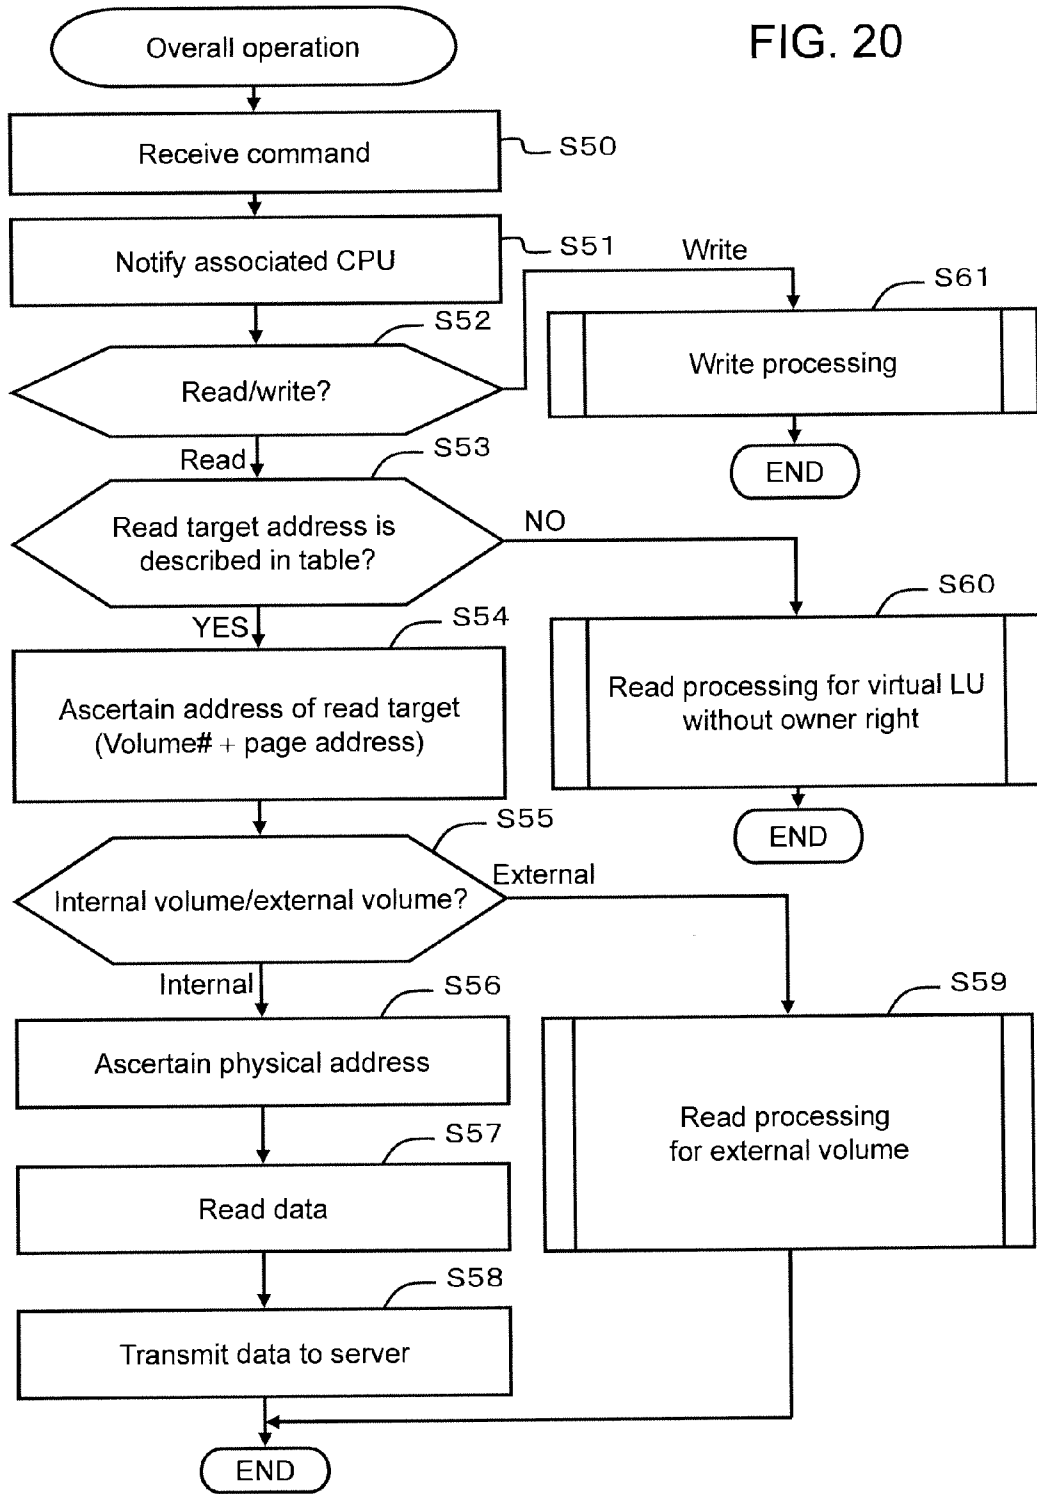 FIG. 20
Overall operation
Receive command
S50
Notify associated CPU
S51
Write
S52
S61
Read/write?
Write processing
END
Read
S53
Read target address is
described in table?
NO
S60
YES
S54
Ascertain address of read target
(Volume# + page address)
Read processing for virtual LU
without owner right
END
S55
Internal volume/external volume?
External
Internal
S56
S59
Ascertain physical address
Read processing
for external volume
S57
Read data
S58
Transmit data to server
END